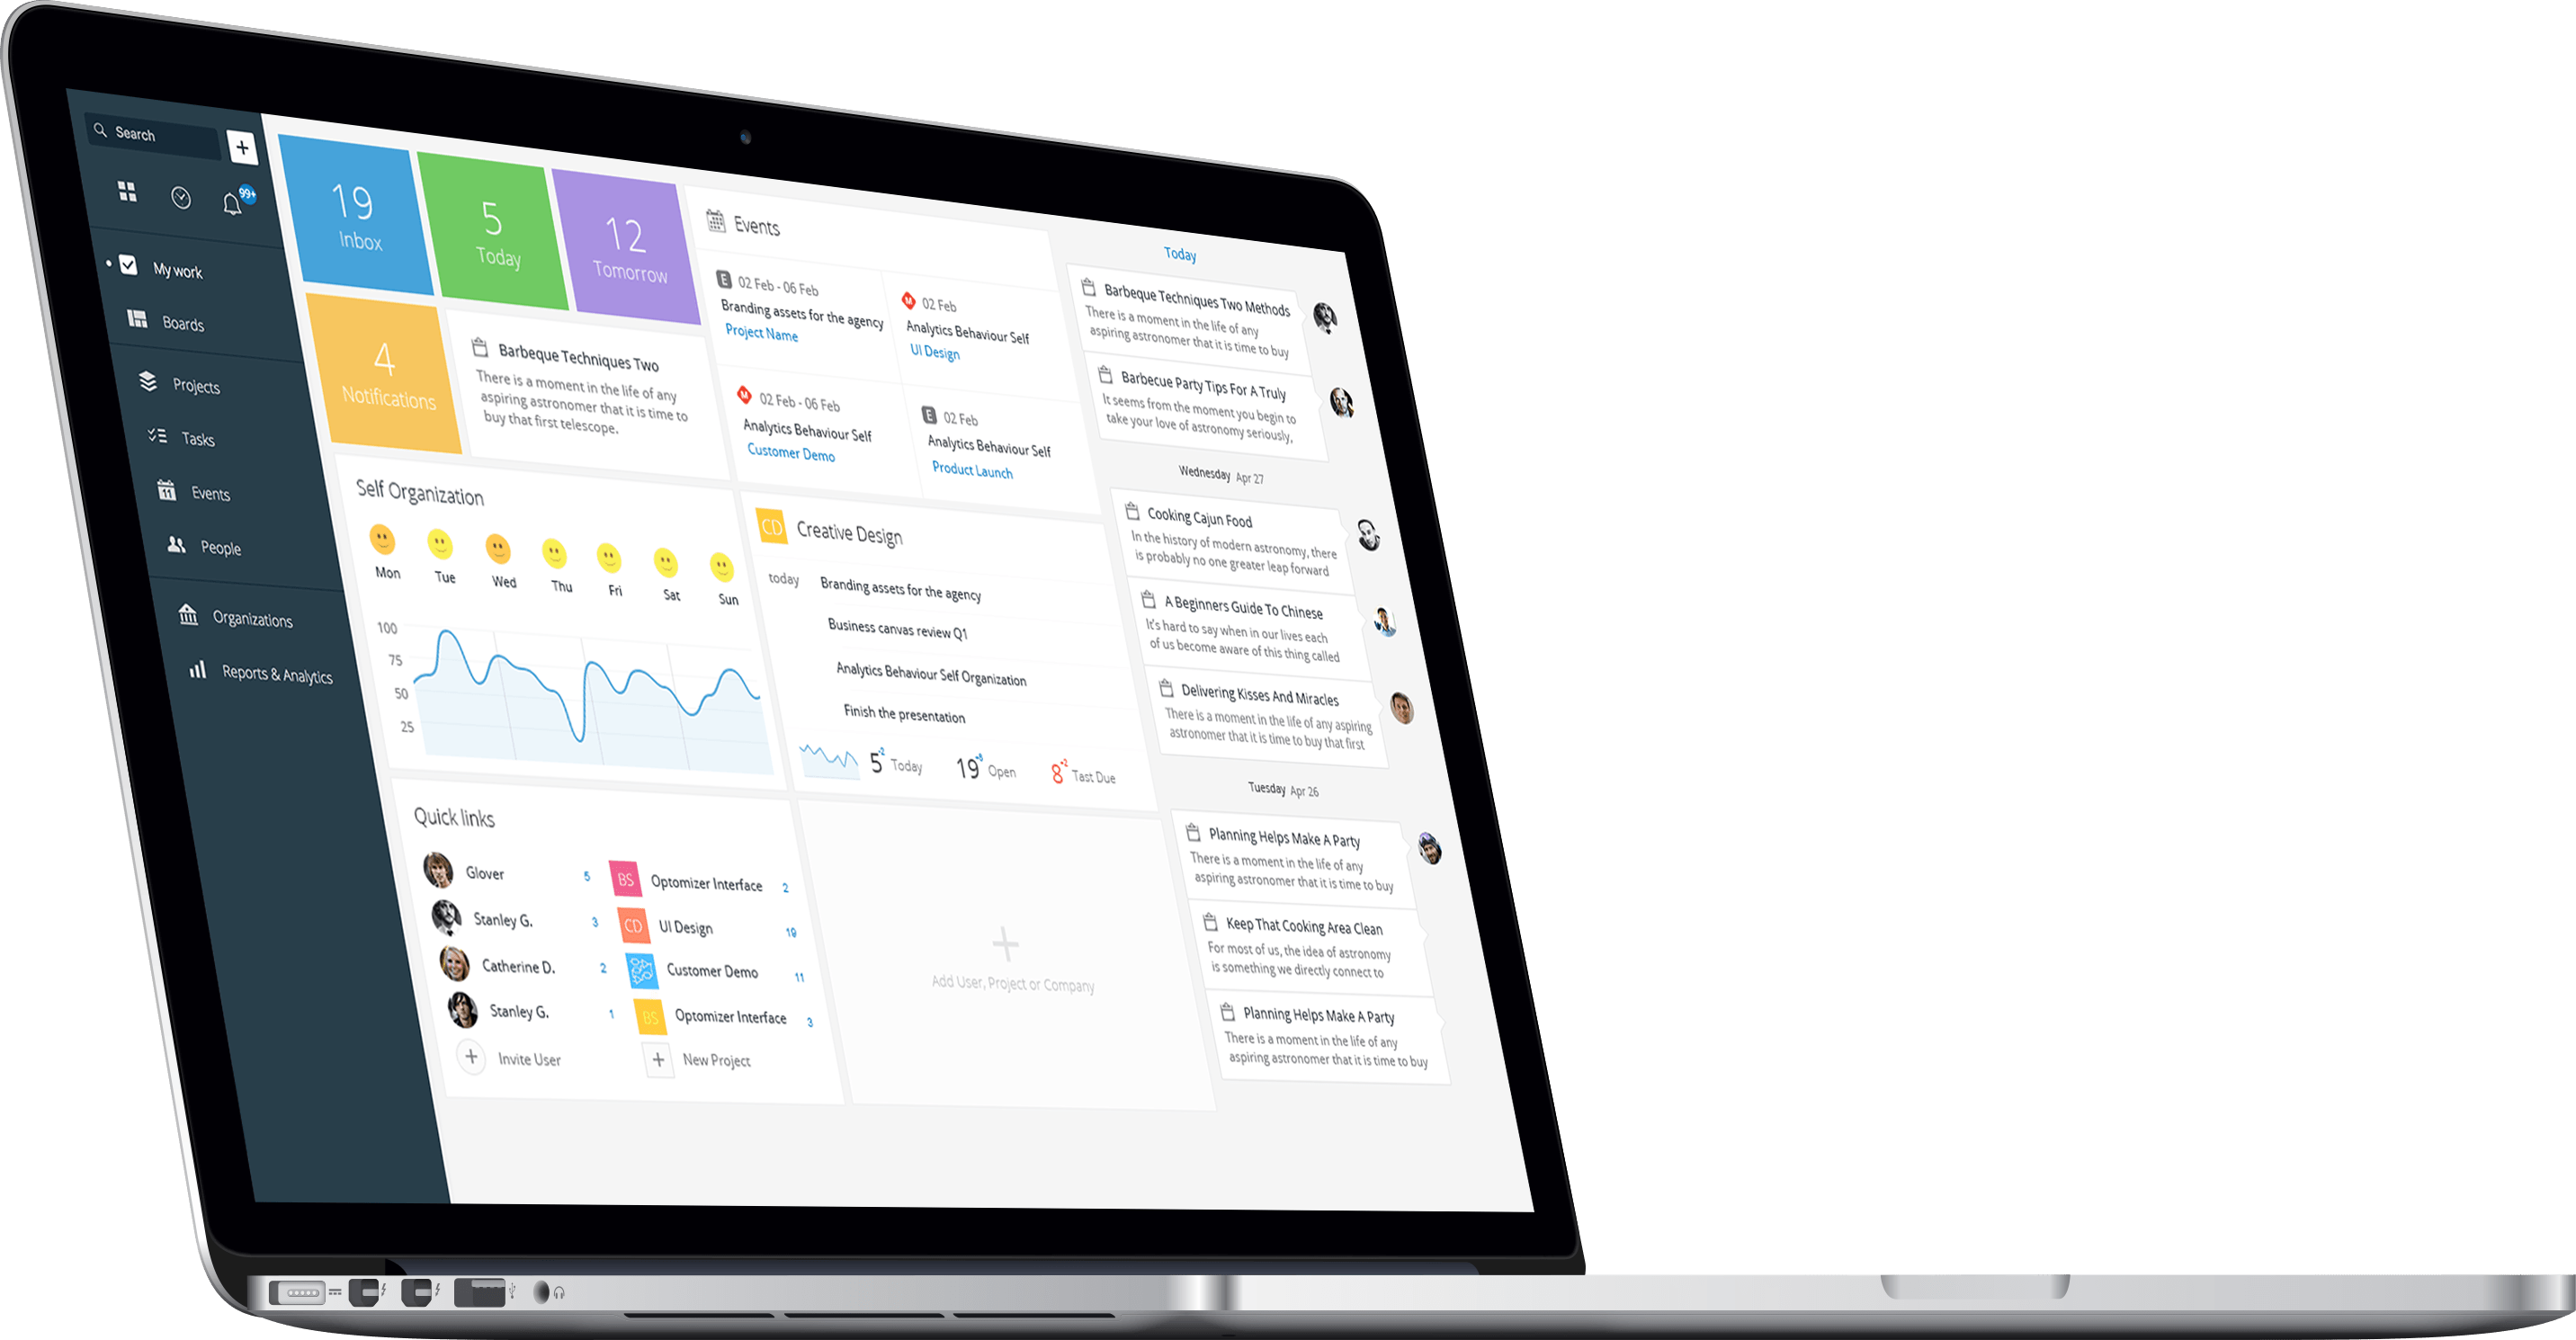 Search
+
99+
My work
Boards
Projects
Tasks
11
Events
People
Organizations
Reports & Analytics
19
Inbox
5
Today
12
Tomorrow
4
Notifications
Barbeque Techniques Two
There is a moment in the life of any
aspiring astronomer that it is time to
buy that first telescope.
Events
E 02 Feb - 06 Feb
Branding assets for the agency
Project Name
M 02 Feb
Analytics Behaviour Self
UI Design
M 02 Feb - 06 Feb
Analytics Behaviour Self
Customer Demo
E 02 Feb
Analytics Behaviour Self
Product Launch
Self Organization
Mon Tue Wed Thu Fri Sat Sun
100
75
50
25
CD Creative Design
today Branding assets for the agency
Business canvas review Q1
Analytics Behaviour Self Organization
Finish the presentation
5 Today 19 Open 8 Tast Due
Quick links
Glover 5
Stanley G. 3
Catherine D. 2
Stanley G. 1
+ Invite User
BS Optomizer Interface 2
CD UI Design 19
Customer Demo 11
BS Optomizer Interface 3
+ New Project
+
Add User, Project or Company
Today
Barbeque Techniques Two Methods
There is a moment in the life of any
aspiring astronomer that it is time to buy
Barbecue Party Tips For A Truly
It seems from the moment you begin to
take your love of astronomy seriously,
Wednesday Apr 27
Cooking Cajun Food
In the history of modern astronomy, there
is probably no one greater leap forward
A Beginners Guide To Chinese
It's hard to say when in our lives each
of us become aware of this thing called
Delivering Kisses And Miracles
There is a moment in the life of any aspiring
astronomer that it is time to buy that first
Tuesday Apr 26
Planning Helps Make A Party
There is a moment in the life of any
aspiring astronomer that it is time to buy
Keep That Cooking Area Clean
For most of us, the idea of astronomy
is something we directly connect to
Planning Helps Make A Party
There is a moment in the life of any
aspiring astronomer that it is time to buy